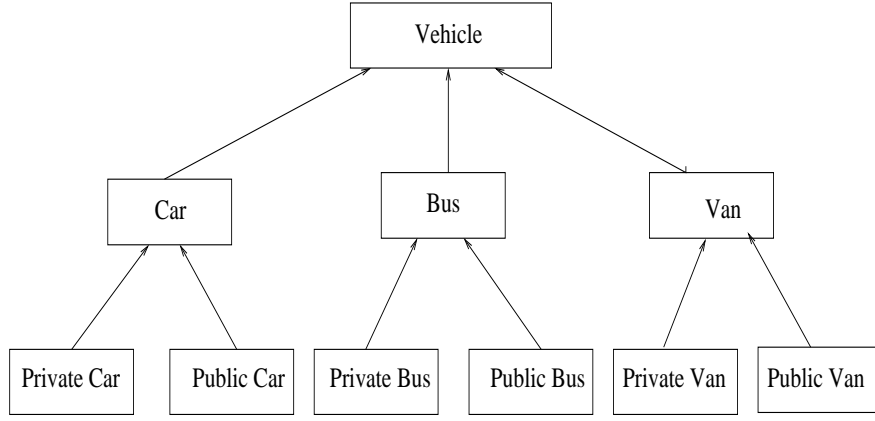 Vehicle
Car
Bus
Van
Private Car
Public Car
Private Bus
Public Bus
Private Van
Public Van